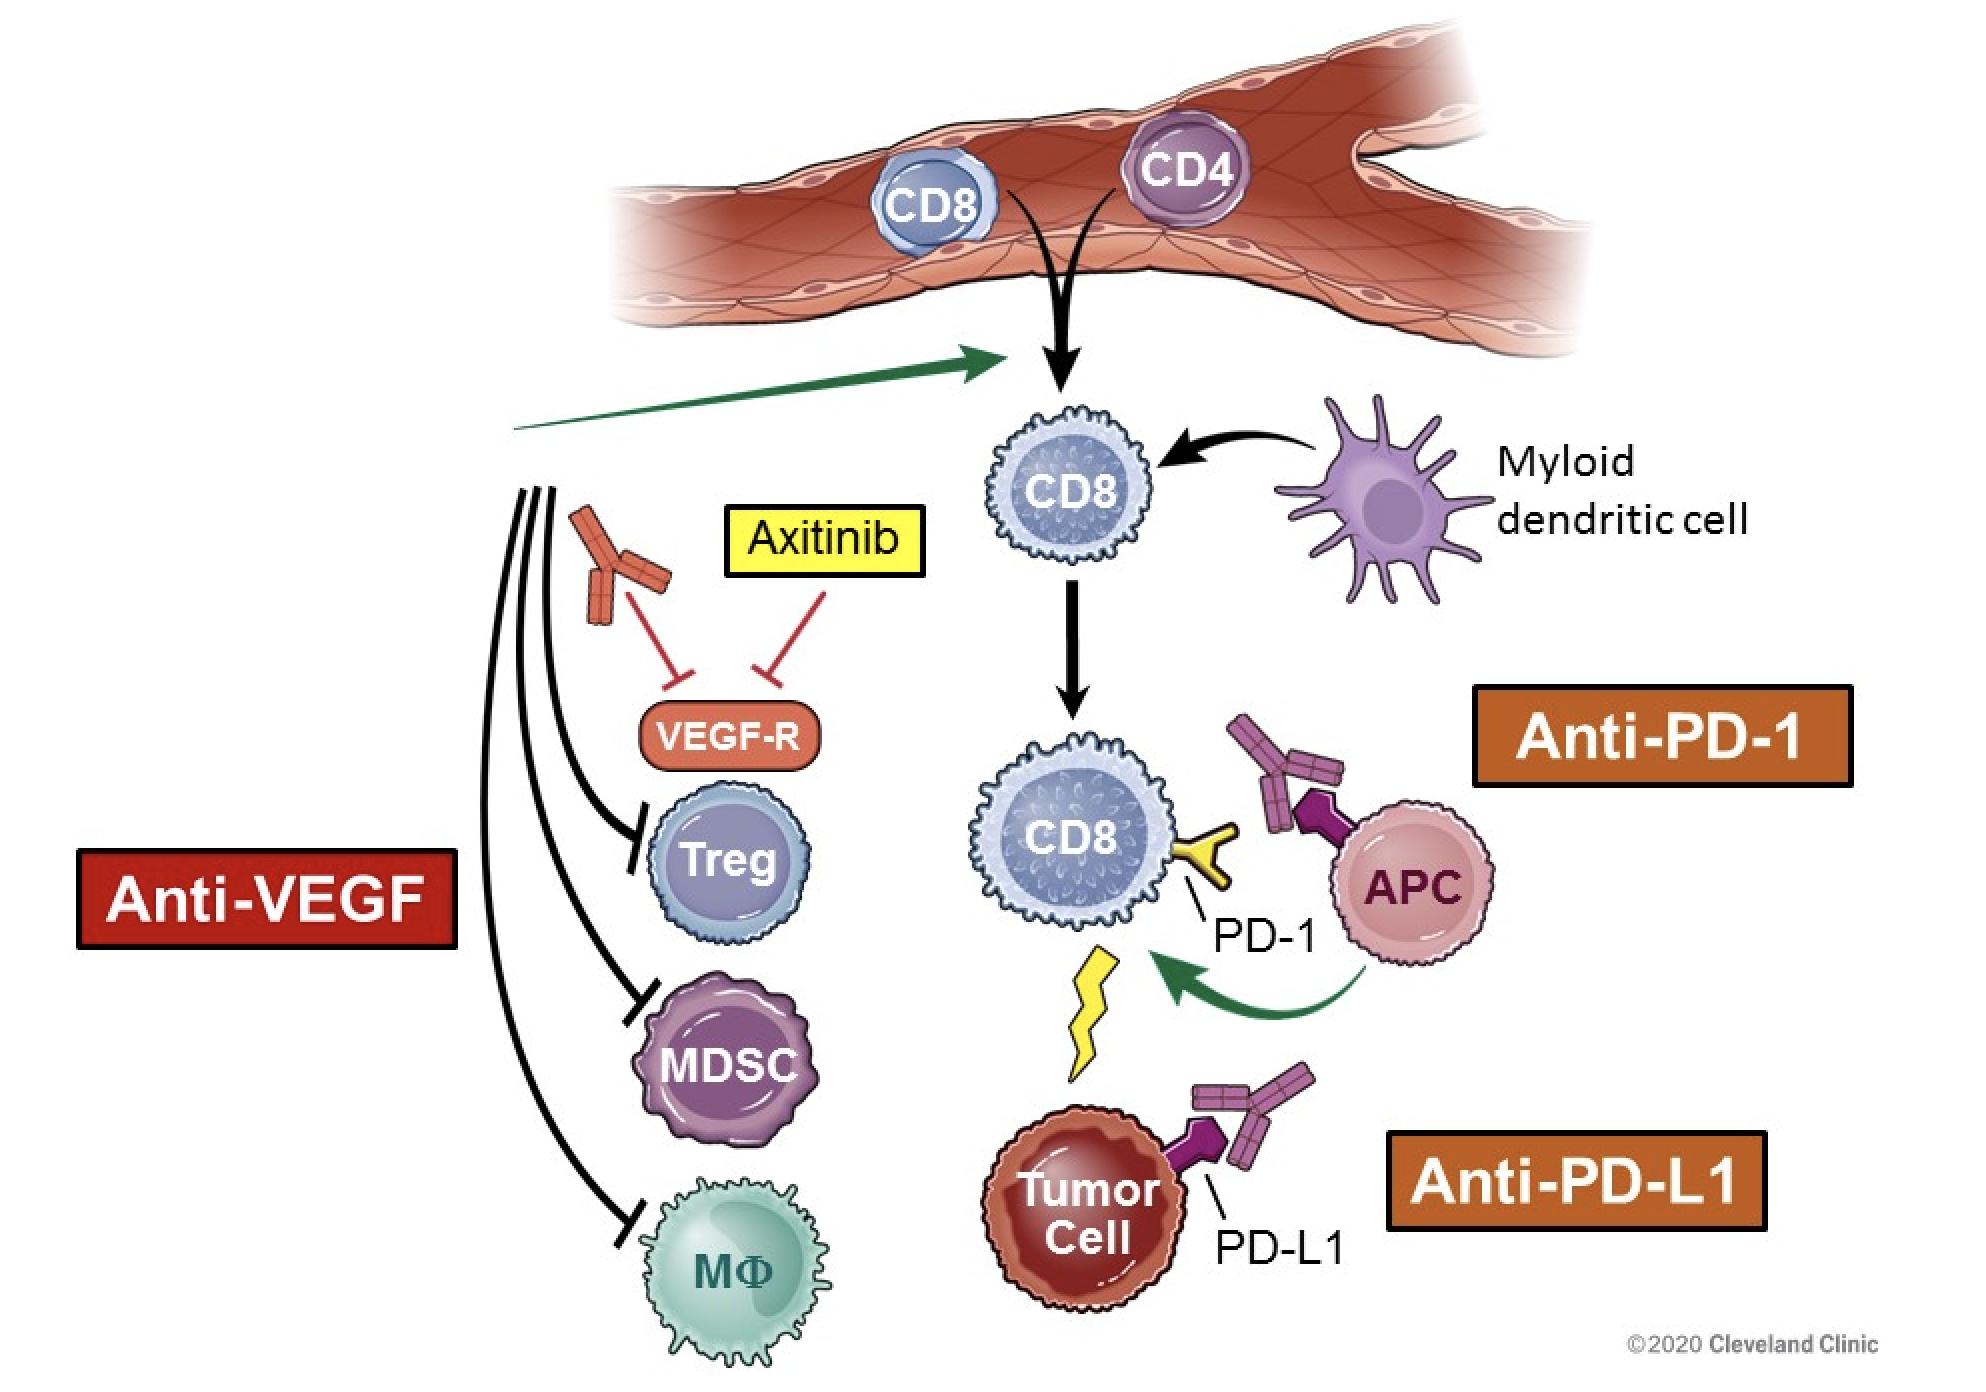 CD8
CD4
CD8
Myloid
dendritic cell
Axitinib
VEGF-R
Anti-PD-1
CD8
PD-1
APC
Treg
Anti-VEGF
MDSC
Tumor
Cell
Anti-PD-L1
PD-L1
MΦ
©2020 Cleveland Clinic